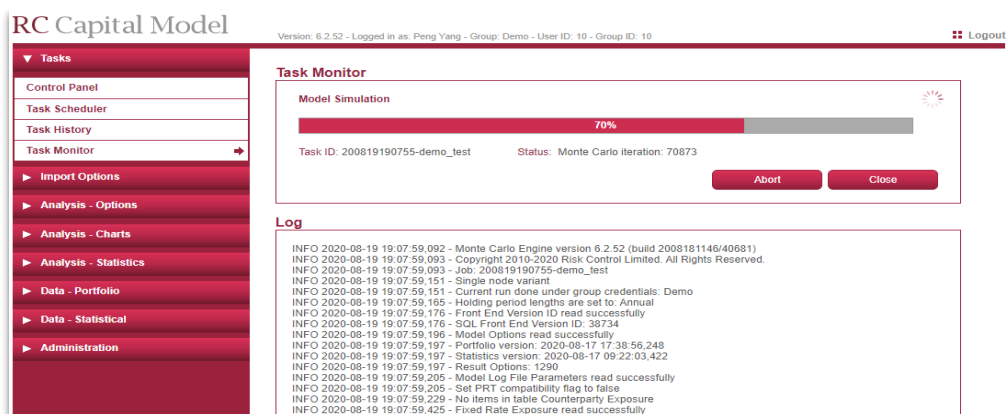 RC Capital Model
Version: 6.2.52 - Logged in as: Peng Yang - Group: Demo - User ID: 10 - Group ID: 10
Logout
Tasks
Control Panel
Task Scheduler
Task History
Task Monitor
Import Options
Analysis - Options
Analysis - Charts
Analysis - Statistics
Data - Portfolio
Data - Statistical
Administration
Task Monitor
Model Simulation
70%
Task ID: 200819190755-demo_test Status: Monte Carlo iteration: 70873
Abort Close
Log
INFO 2020-08-19 19:07:59,092 - Monte Carlo Engine version 6.2.52 (build 2008181146/40681)
INFO 2020-08-19 19:07:59,093 - Copyright 2010-2020 Risk Control Limited. All Rights Reserved.
INFO 2020-08-19 19:07:59,093 - Job: 200819190755-demo_test
INFO 2020-08-19 19:07:59,151 - Single node variant
INFO 2020-08-19 19:07:59,151 - Current run done under group credentials: Demo
INFO 2020-08-19 19:07:59,165 - Holding period lengths are set to: Annual
INFO 2020-08-19 19:07:59,176 - Front End Version ID read successfully
INFO 2020-08-19 19:07:59,176 - SQL Front End Version ID: 38734
INFO 2020-08-19 19:07:59,196 - Model Options read successfully
INFO 2020-08-19 19:07:59,197 - Portfolio version: 2020-08-17 17:38:56,248
INFO 2020-08-19 19:07:59,197 - Statistics version: 2020-08-17 09:22:03,422
INFO 2020-08-19 19:07:59,197 - Result Options: 1290
INFO 2020-08-19 19:07:59,205 - Model Log File Parameters read successfully
INFO 2020-08-19 19:07:59,205 - Set PRT compatibility flag to false
INFO 2020-08-19 19:07:59,229 - No items in table Counterparty Exposure
INFO 2020-08-19 19:07:59,425 - Fixed Rate Exposure read successfully